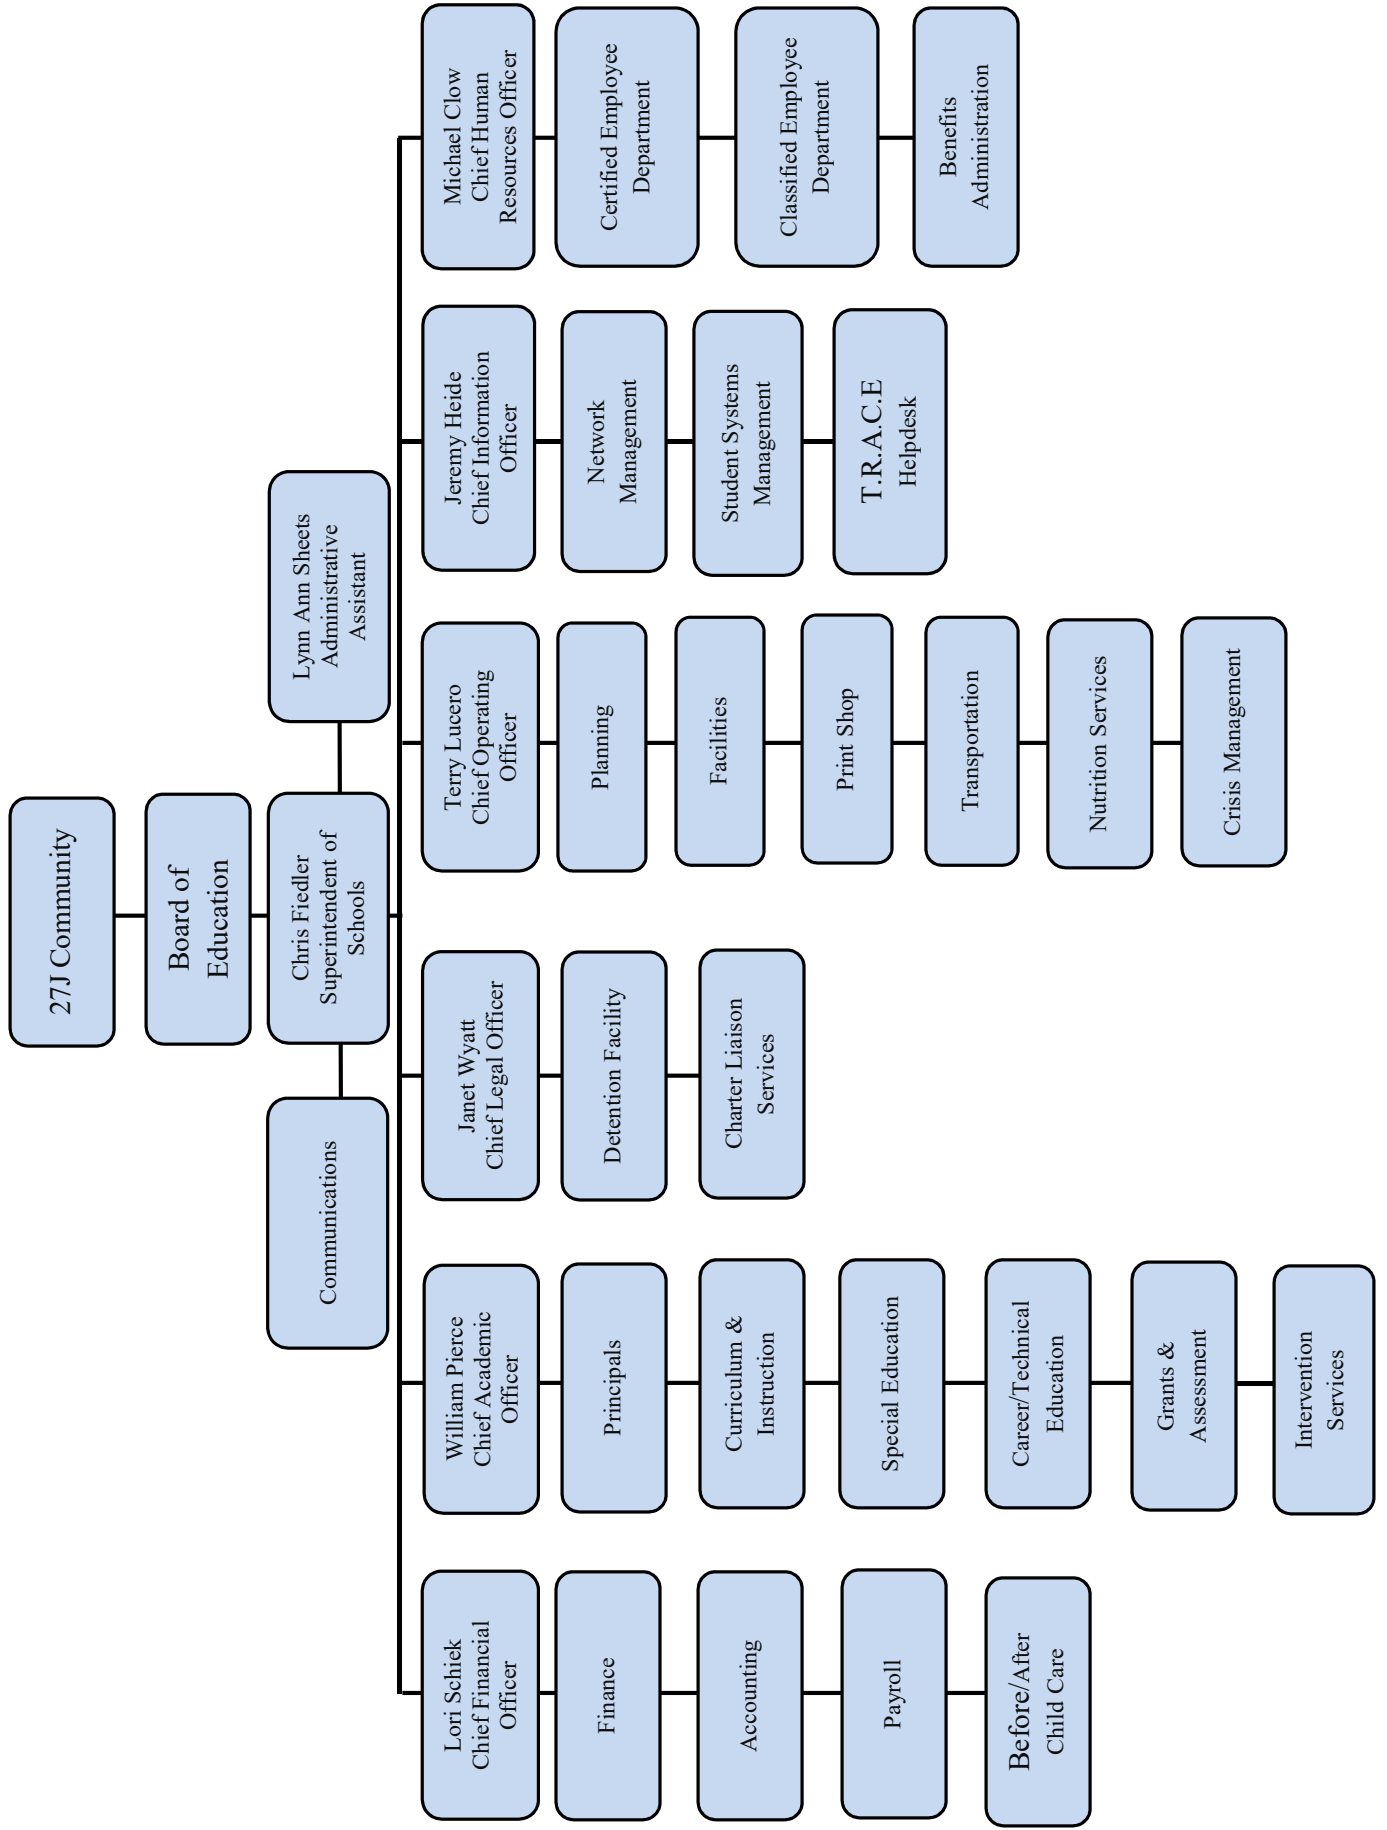 27J Community
Board of
Education
Communications
Chris Fiedler
Superintendent of
Schools
Lynn Ann Sheets
Administrative
Assistant
Lori Schiek
Chief Financial
Officer
Finance
Accounting
Payroll
Before/After
Child Care
William Pierce
Chief Academic
Officer
Principals
Curriculum &
Instruction
Special Education
Career/Technical
Education
Grants &
Assessment
Intervention
Services
Janet Wyatt
Chief Legal Officer
Detention Facility
Charter Liaison
Services
Terry Lucero
Chief Operating
Officer
Planning
Facilities
Print Shop
Transportation
Nutrition Services
Crisis Management
Jeremy Heide
Chief Information
Officer
Network
Management
Student Systems
Management
T.R.A.C.E
Helpdesk
Michael Clow
Chief Human
Resources Officer
Certified Employee
Department
Classified Employee
Department
Benefits
Administration